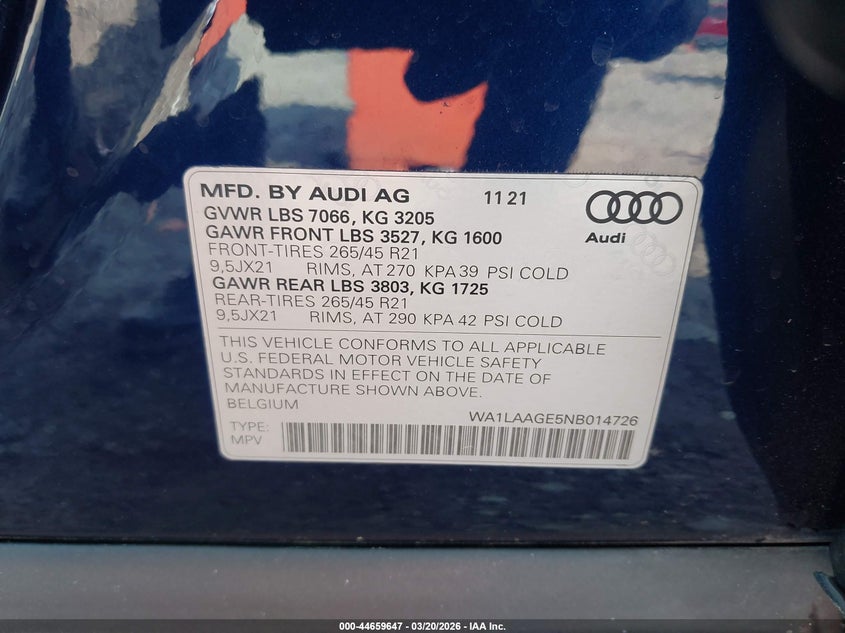 MFD. BY AUDI AG 11 21
GVWR LBS 7066, KG 3205
GAWR FRONT LBS 3527, KG 1600
FRONT-TIRES 265/45 R21
9,5JX21 RIMS, AT 270 KPA 39 PSI COLD
GAWR REAR LBS 3803, KG 1725
REAR-TIRES 265/45 R21
9,5JX21 RIMS, AT 290 KPA 42 PSI COLD
Audi
THIS VEHICLE CONFORMS TO ALL APPLICABLE
U.S. FEDERAL MOTOR VEHICLE SAFETY
STANDARDS IN EFFECT ON THE DATE OF
MANUFACTURE SHOWN ABOVE.
BELGIUM
WA1LAAGE5NB014726
TYPE:
MPV
000-44659647 — 03/20/2026 — IAA Inc.